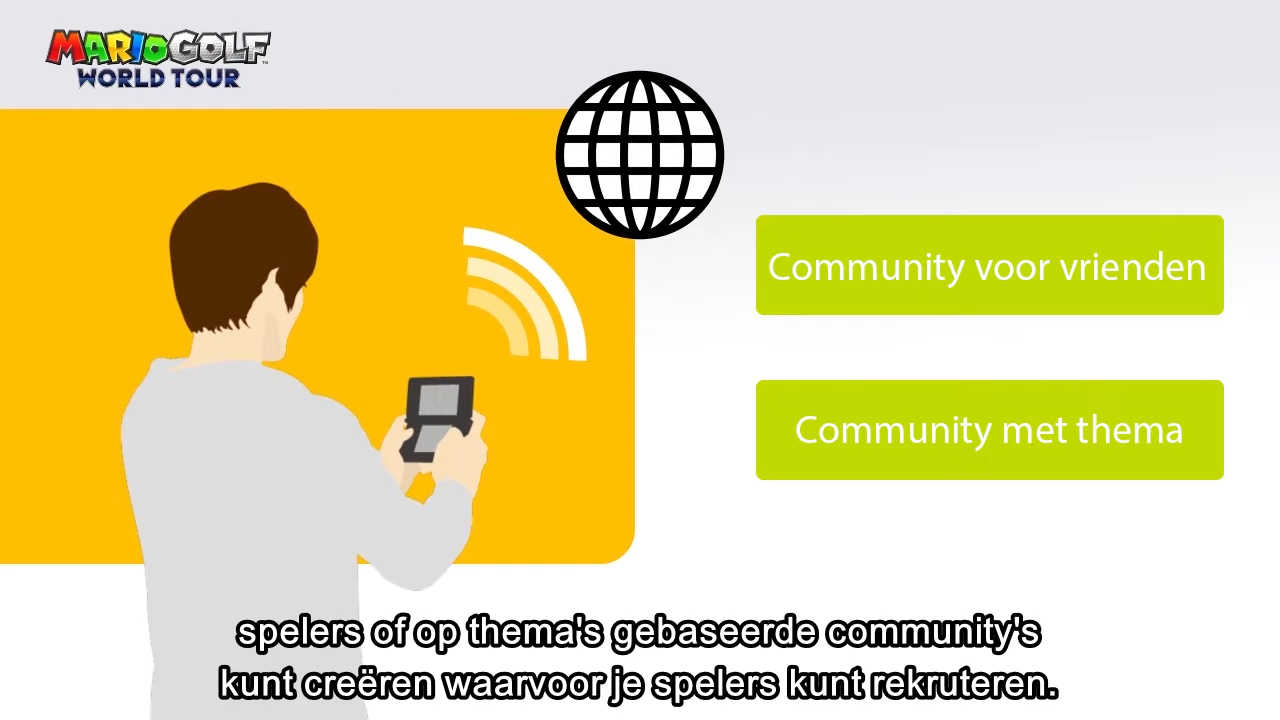 MARIO GOLF
WORLD TOUR
Community voor vrienden
Community met thema
spelers of op thema's gebaseerde community's
kunt creëren waarvoor je spelers kunt rekruteren.